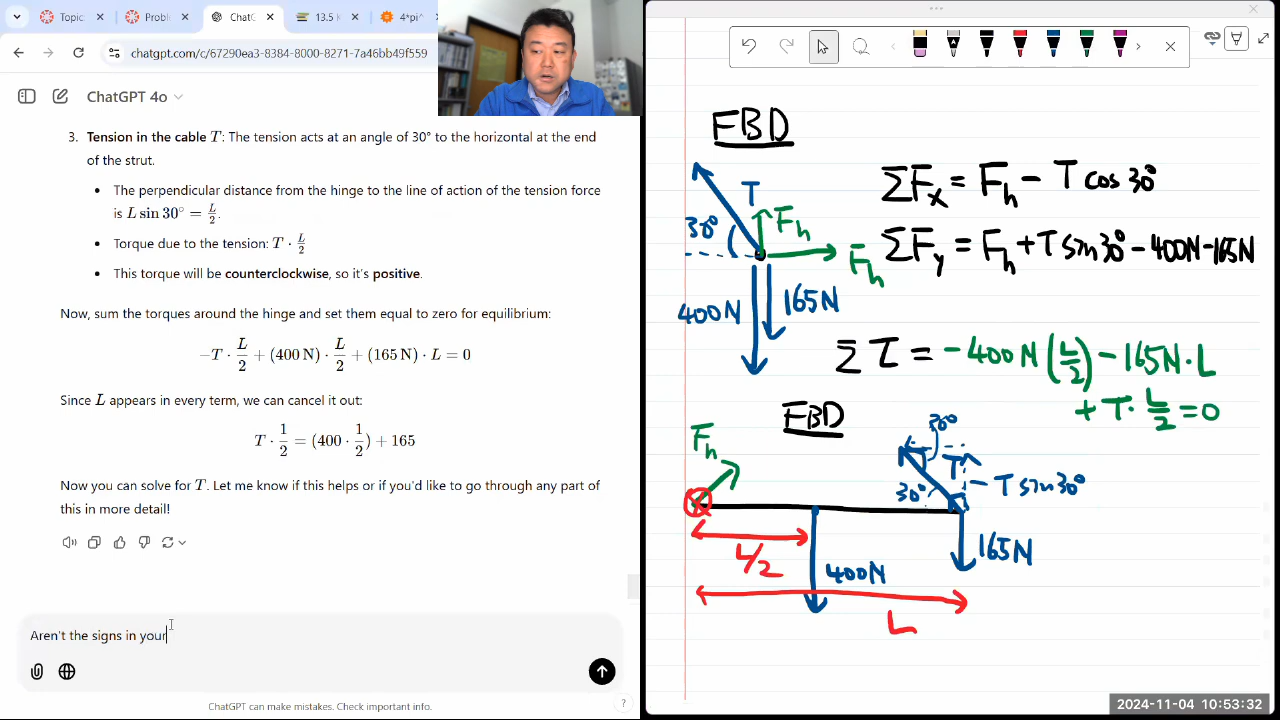 Topic
Probl
ChatC
13.5 k
4*pi^
chatgpt.com/c/67290ea3-
ChatGPT 4o
3. Tension in the cable T: The tension acts at an angle of 30° to the horizontal at the end
of the strut.
• The perpendicular distance from the hinge to the line of action of the tension force
is L sin 30° = L/2.
• Torque due to the tension: T · L/2
• This torque will be counterclockwise, so it's positive.
Now, sum the torques around the hinge and set them equal to zero for equilibrium:
−T · L/2 + (400 N) · L/2 + (165 N) · L = 0
Since L appears in every term, we can cancel it out:
T · 1/2 = (400 · 1/2) + 165
Now you can solve for T. Let me know if this helps or if you'd like to go through any part of
this in more detail!
Aren't the signs in your
ChatGPT can make mistakes. Check important info.
?
FBD
T
Fh
30°
Fh
400N
165N
ΣFx = Fh − T cos 30°
ΣFy = Fh + T sin 30° − 400N − 165N
Στ = −400N (L/2) − 165N · L
+ T · L/2 = 0
FBD
Fh
30°
T
30°
T sin 30°
165N
L/2
400N
L
2024-11-04 10:53:32